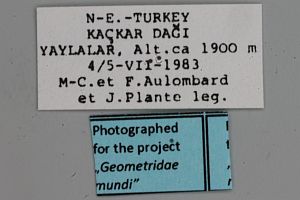 N-E.-TURKEY
KAÇKAR DAĞI
YAYLALAR, Alt.ca 1900 m
4/5-VII-1983
M-C.et F.Aulombard
et J.Plante leg.
Photographed
for the project
„Geometridae
mundi”